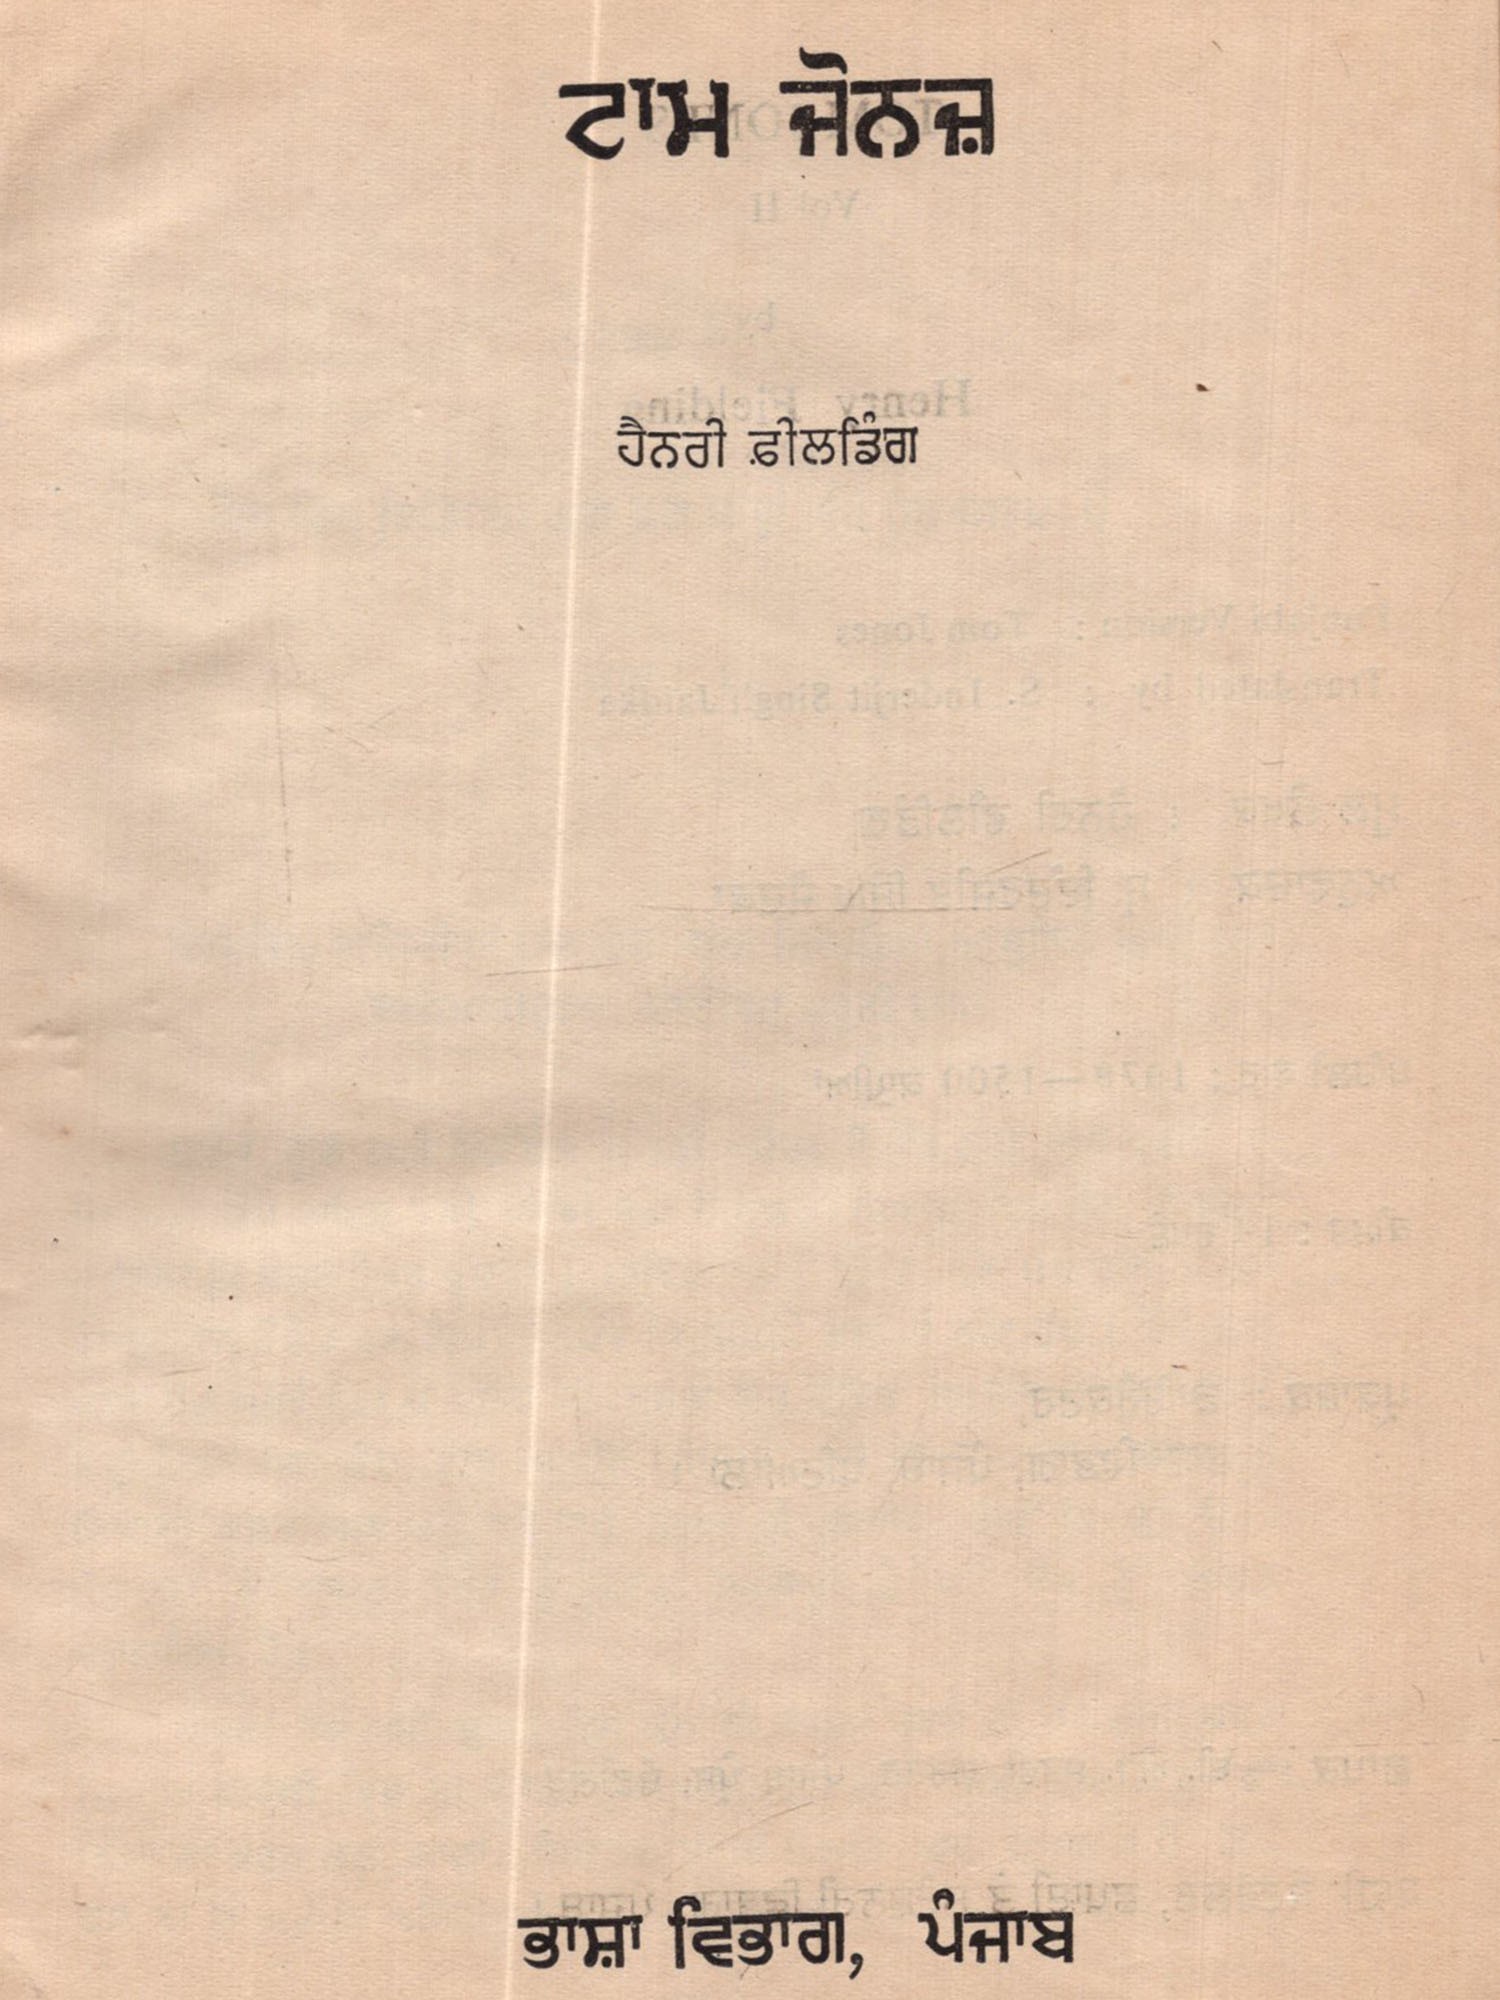 ਟਾਮ ਜੋਨਜ਼
ਹੈਨਰੀ ਫ਼ੀਲਡਿੰਗ
ਭਾਸ਼ਾ ਵਿਭਾਗ, ਪੰਜਾਬ